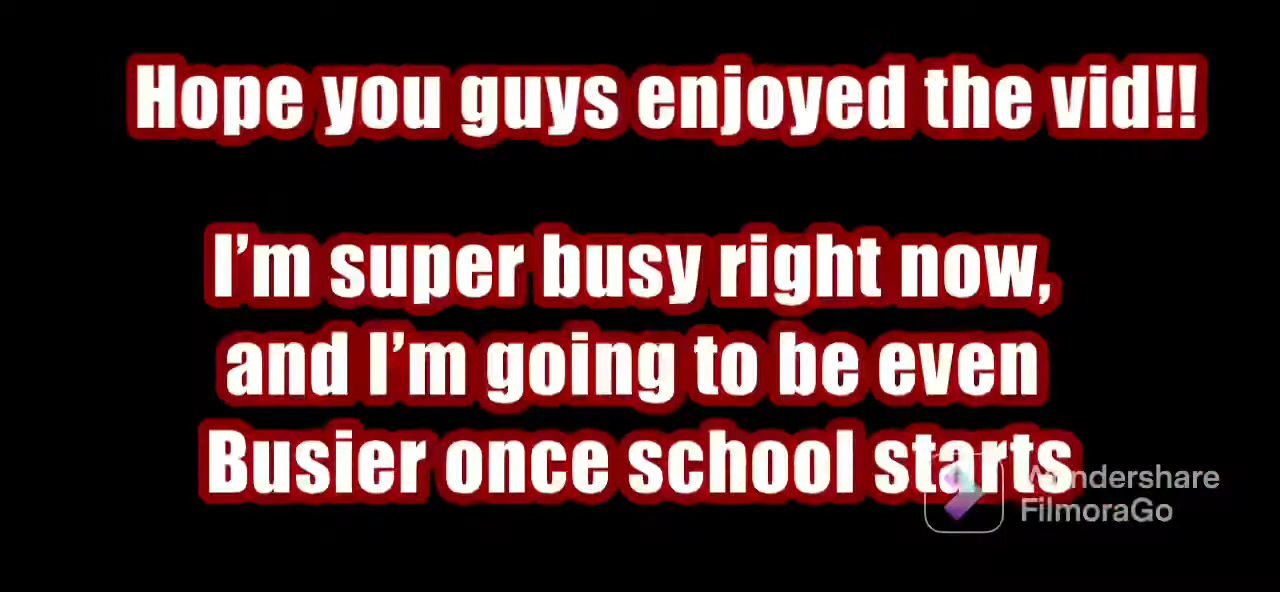 Hope you guys enjoyed the vid!!
I'm super busy right now,
and I'm going to be even
Busier once school starts
Wondershare
FilmoraGo